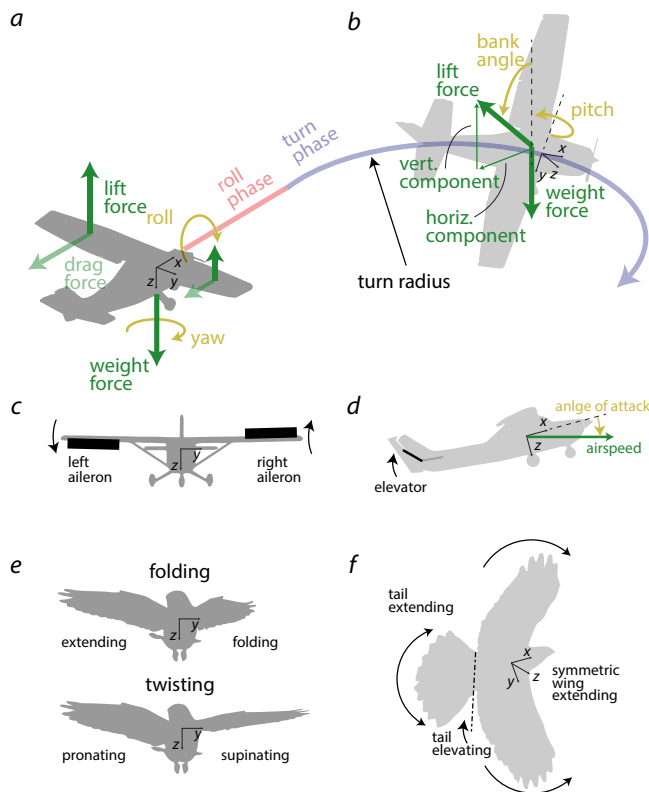 a
lift
force
roll
drag
force
x
y
z
yaw
weight
force
roll
phase
turn
phase
b
bank
angle
lift
force
pitch
x
y
z
vert.
component
weight
force
horiz.
component
turn radius
c
left
aileron
y
z
right
aileron
d
anlge of attack
x
z
airspeed
elevator
e
folding
y
z
extending
folding
twisting
y
z
pronating
supinating
f
tail
extending
x
y
z
symmetric
wing
extending
tail
elevating